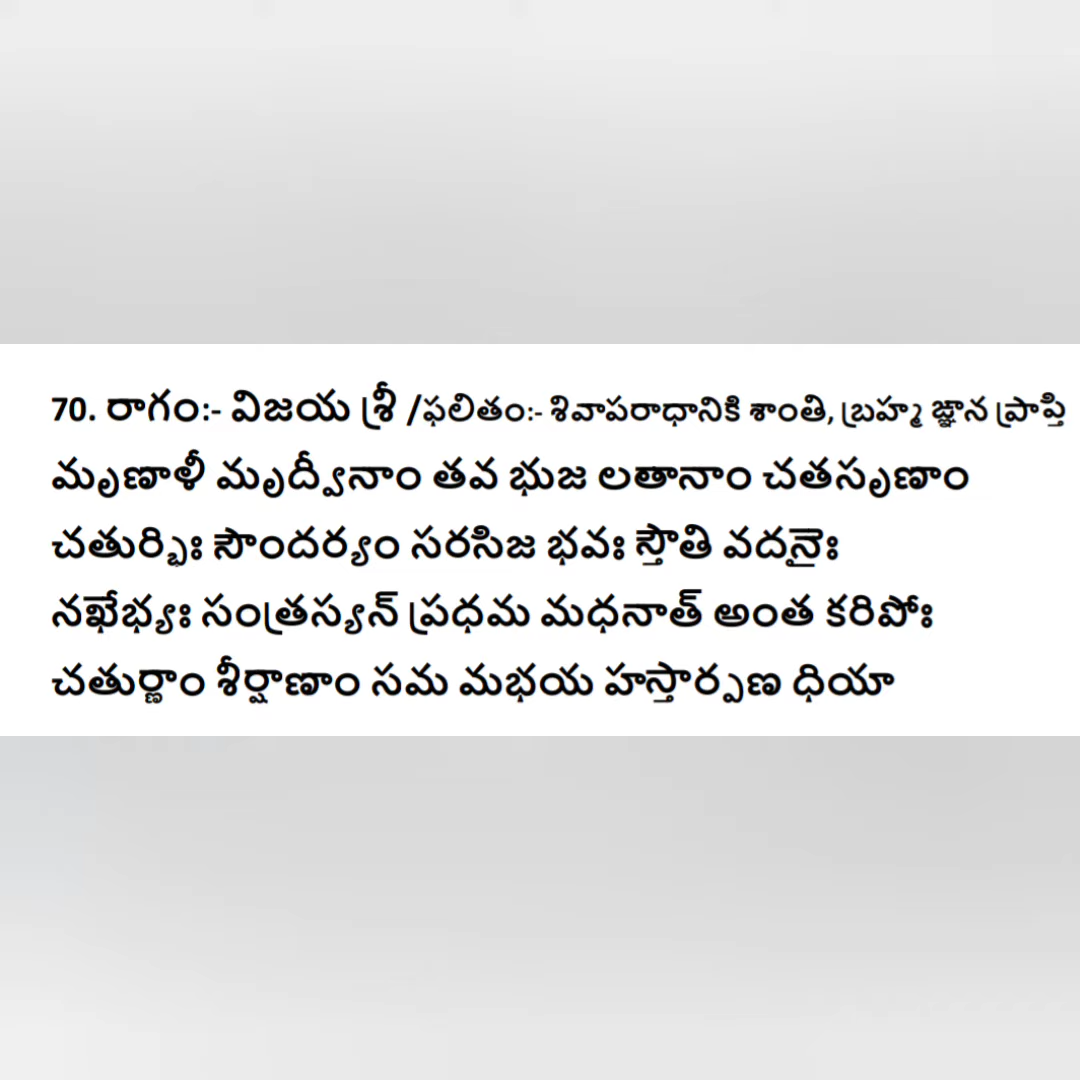 70. రాగం:- విజయ శ్రీ /ఫలితం:- శివాపరాధానికి శాంతి, బ్రహ్మ ఙ్ఞాన ప్రాప్తి
మృణాళీ మృద్వీనాం తవ భుజ లతానాం చతసృణాం
చతుర్భిః సౌందర్యం సరసిజ భవః స్తౌతి వదనైః
నఖేభ్యః సంత్రస్యన్ ప్రధమ మధనాత్ అంత కరిపోః
చతుర్ణాం శీర్షాణాం సమ మభయ హస్తార్పణ ధియా